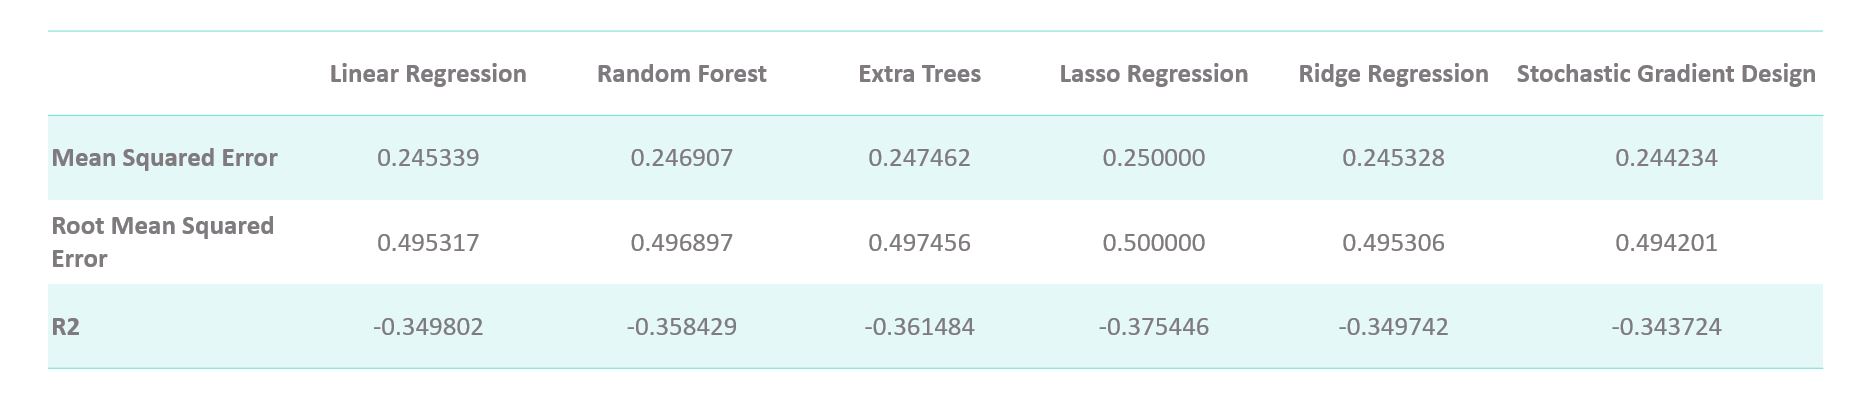 Linear Regression Random Forest Extra Trees Lasso Regression Ridge Regression Stochastic Gradient Design
Mean Squared Error 0.245339 0.246907 0.247462 0.250000 0.245328 0.244234
Root Mean Squared
Error 0.495317 0.496897 0.497456 0.500000 0.495306 0.494201
R2 -0.349802 -0.358429 -0.361484 -0.375446 -0.349742 -0.343724